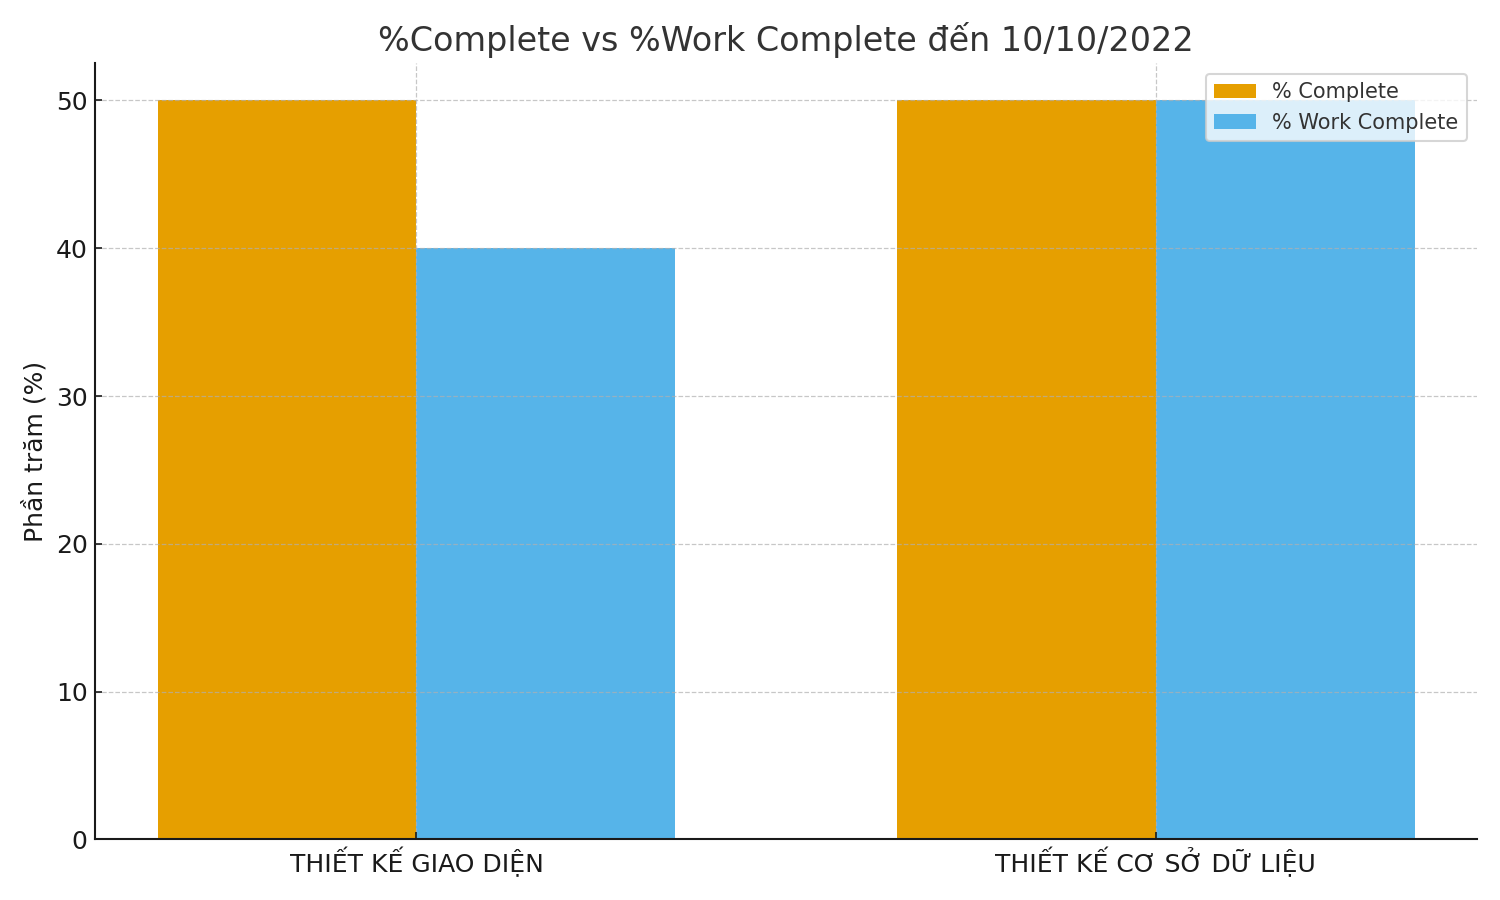 %Complete vs %Work Complete đến 10/10/2022
% Complete
% Work Complete
Phần trăm (%)
50
40
30
20
10
0
THIẾT KẾ GIAO DIỆN
THIẾT KẾ CƠ SỞ DỮ LIỆU